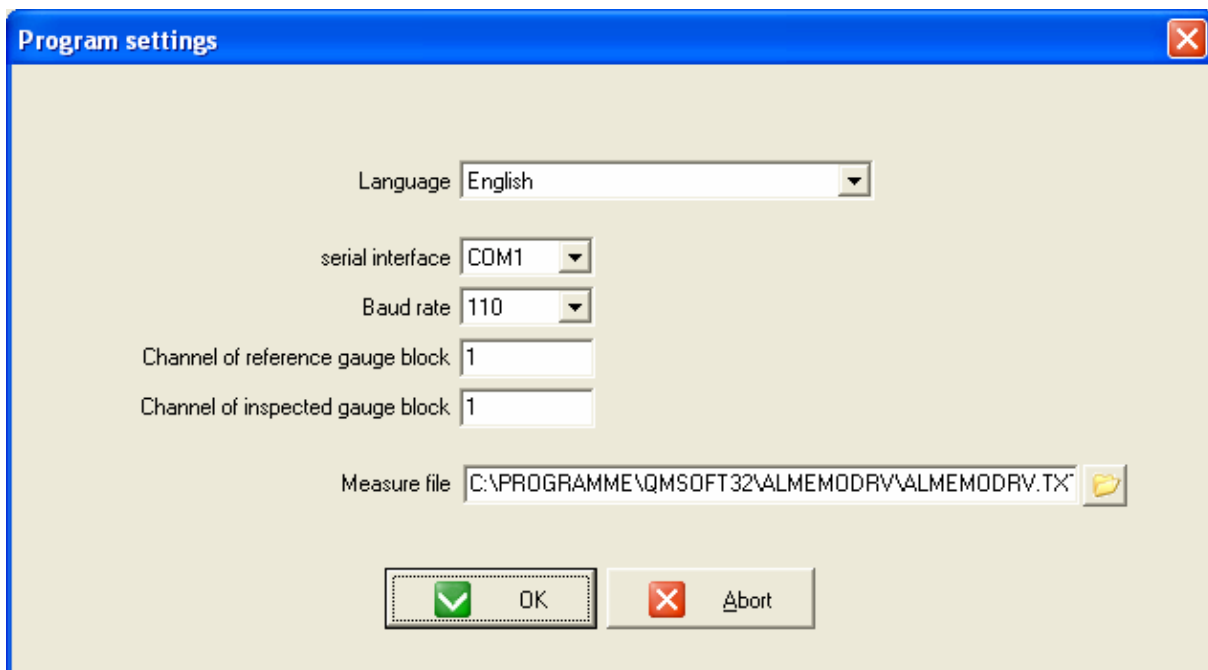 Program settings
Language English
serial interface COM1
Baud rate 110
Channel of reference gauge block 1
Channel of inspected gauge block 1
Measure file C:\PROGRAMME\QMSOFT32\ALMEMODRV\ALMEMODRV.TXT
OK Abort